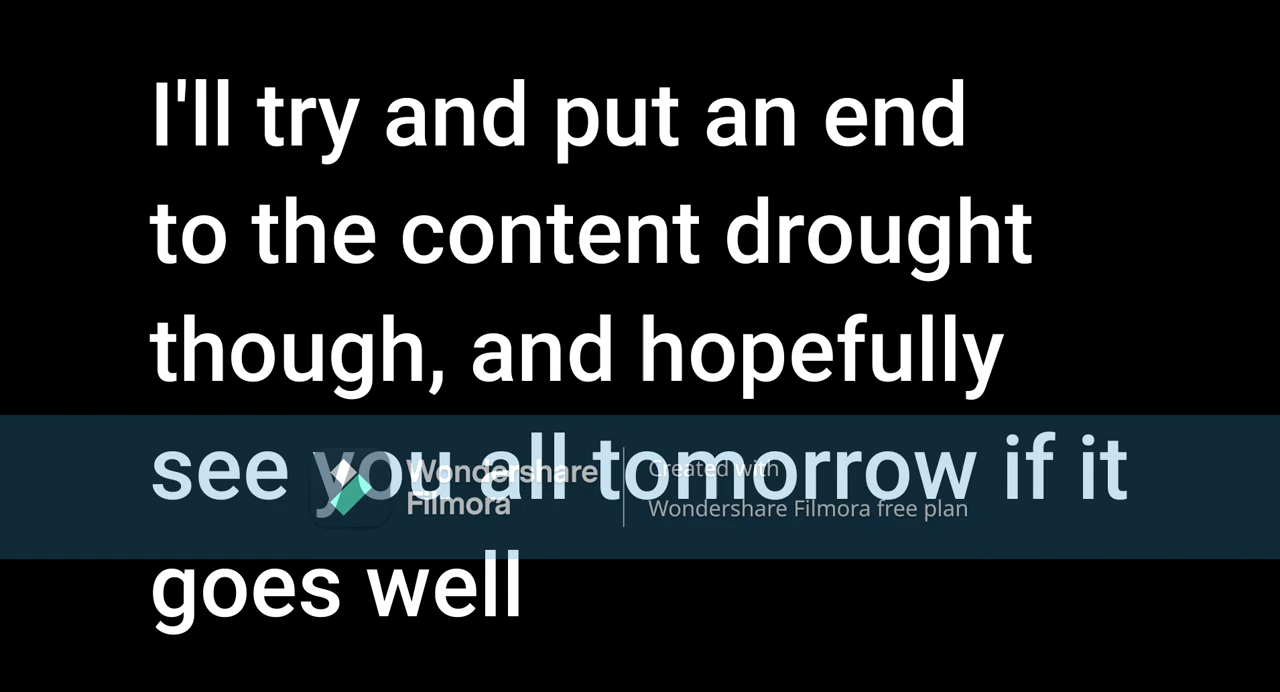 I'll try and put an end
to the content drought
though, and hopefully
see you all tomorrow if it
goes well
Wondershare
Filmora
Created with
Wondershare Filmora free plan